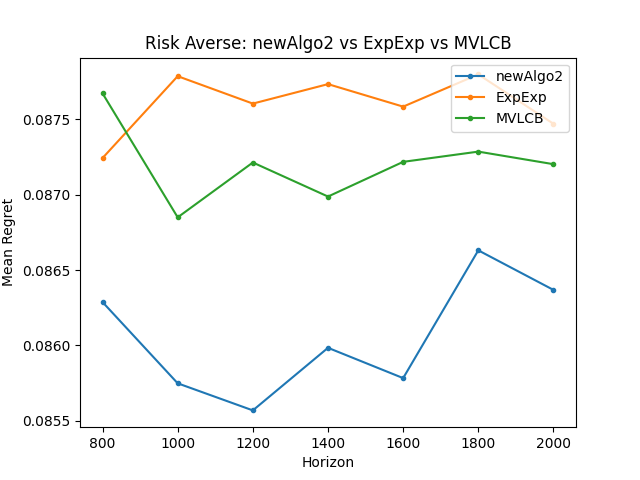 Risk Averse: newAlgo2 vs ExpExp vs MVLCB
newAlgo2
ExpExp
MVLCB
Mean Regret
0.0875
0.0870
0.0865
0.0860
0.0855
800 1000 1200 1400 1600 1800 2000
Horizon